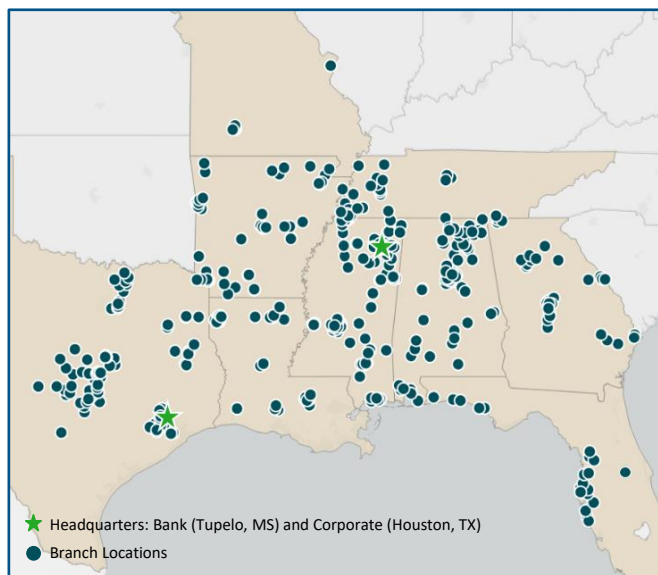 Headquarters: Bank (Tupelo, MS) and Corporate (Houston, TX)
Branch Locations